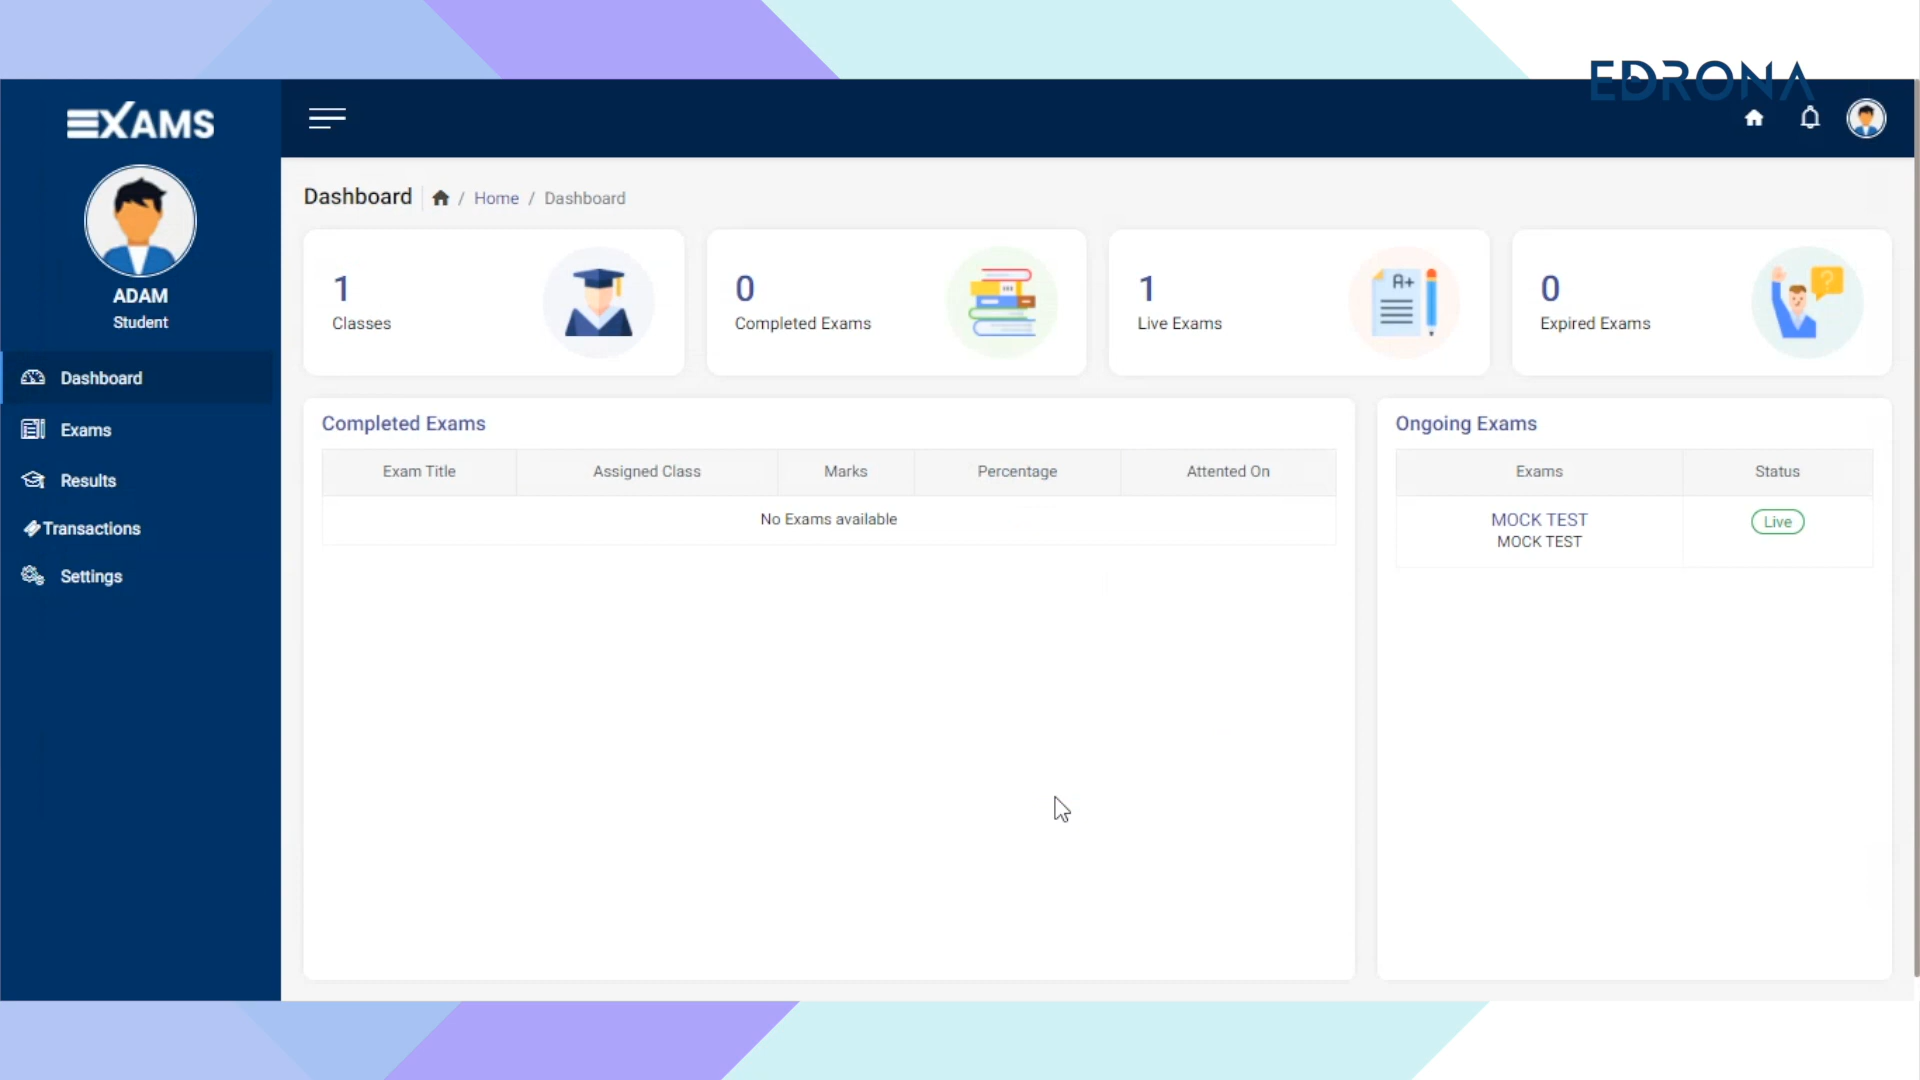 EDRONA
EXAMS
ADAM
Student
Dashboard
Exams
Results
Transactions
Settings
Dashboard / Home / Dashboard
1
Classes
0
Completed Exams
A+
1
Live Exams
?
0
Expired Exams
Completed Exams
Exam Title Assigned Class Marks Percentage Attented On
No Exams available
Ongoing Exams
Exams Status
MOCK TEST Live
MOCK TEST